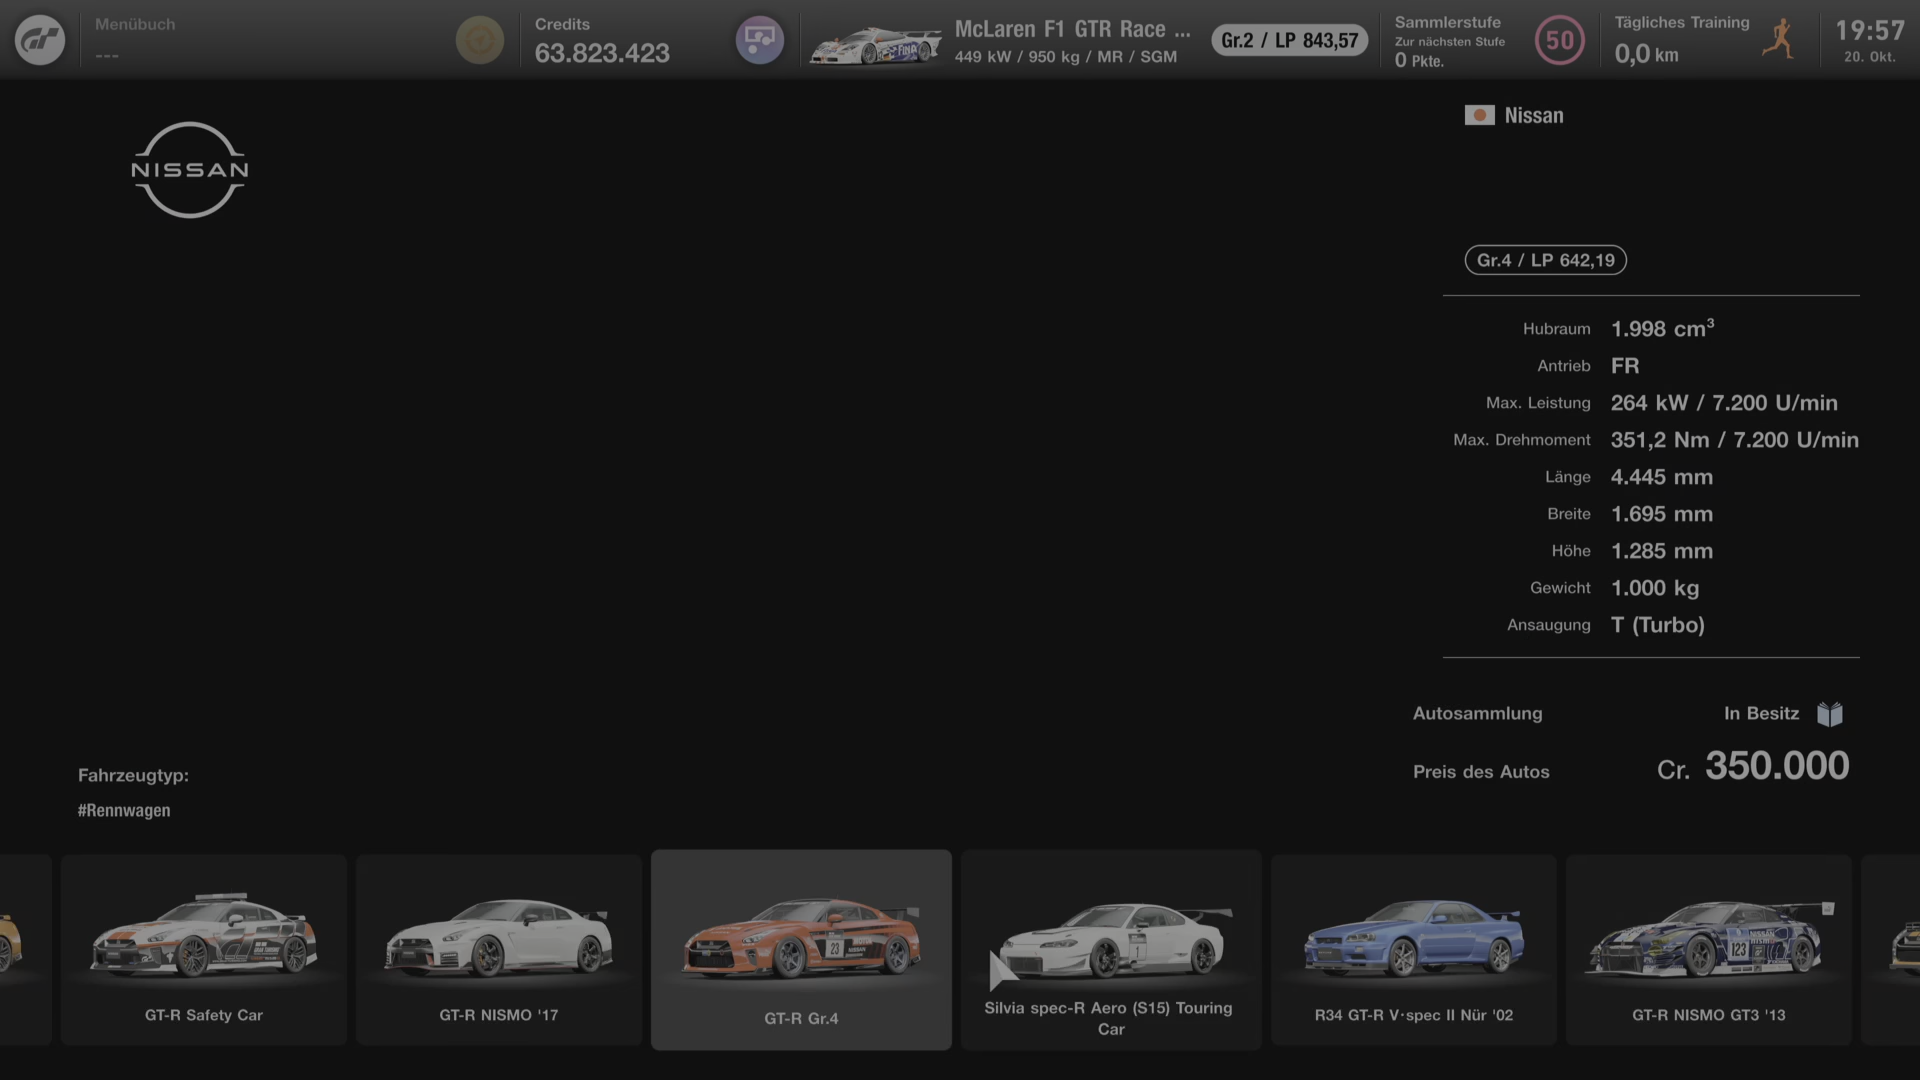 Menübuch
---
Credits
63.823.423
McLaren F1 GTR Race ...
449 kW / 950 kg / MR / SGM
Gr.2 / LP 843,57
Sammlerstufe
Zur nächsten Stufe
0 Pkte.
50
Tägliches Training
0,0 km
19:57
20. Okt.
NISSAN
Nissan
Gr.4 / LP 642,19
Hubraum 1.998 cm³
Antrieb FR
Max. Leistung 264 kW / 7.200 U/min
Max. Drehmoment 351,2 Nm / 7.200 U/min
Länge 4.445 mm
Breite 1.695 mm
Höhe 1.285 mm
Gewicht 1.000 kg
Ansaugung T (Turbo)
Autosammlung In Besitz
Preis des Autos Cr. 350.000
Fahrzeugtyp:
#Rennwagen
GT-R Safety Car
GT-R NISMO '17
23
GT-R Gr.4
1
Silvia spec-R Aero (S15) Touring
Car
R34 GT-R V·spec II Nür '02
123
GT-R NISMO GT3 '13